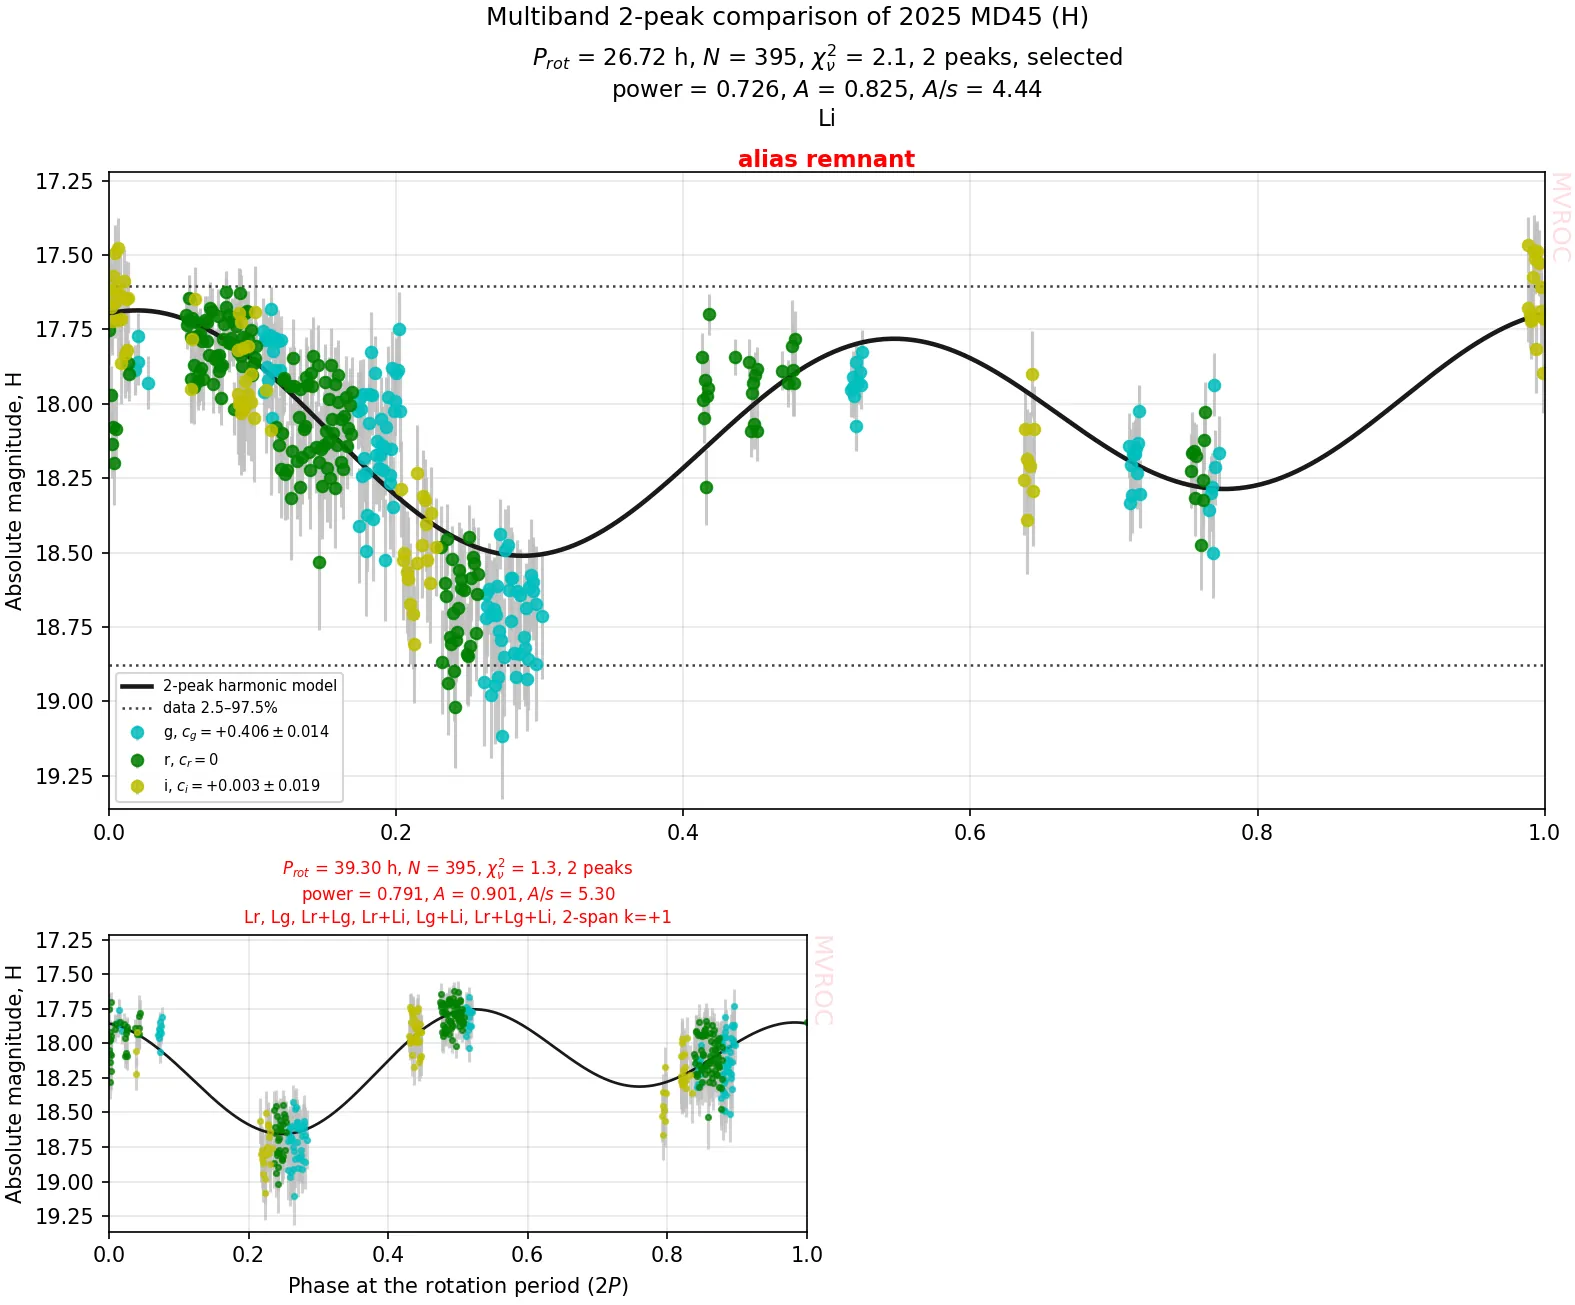 Multiband 2-peak comparison of 2025 MD45 (H)
P_rot = 26.72 h, N = 395, χ²_ν = 2.1, 2 peaks, selected
power = 0.726, A = 0.825, A/s = 4.44
Li
alias remnant
17.25
17.50
17.75
18.00
18.25
18.50
18.75
19.00
19.25
Absolute magnitude, H
MVROC
2-peak harmonic model
data 2.5–97.5%
g, c_g = +0.406 ± 0.014
r, c_r = 0
i, c_i = +0.003 ± 0.019
0.0 0.2 0.4 0.6 0.8 1.0
P_rot = 39.30 h, N = 395, χ²_ν = 1.3, 2 peaks
power = 0.791, A = 0.901, A/s = 5.30
Lr, Lg, Lr+Lg, Lr+Li, Lg+Li, Lr+Lg+Li, 2-span k=+1
17.25
17.50
17.75
18.00
18.25
18.50
18.75
19.00
19.25
Absolute magnitude, H
MVROC
0.0 0.2 0.4 0.6 0.8 1.0
Phase at the rotation period (2P)